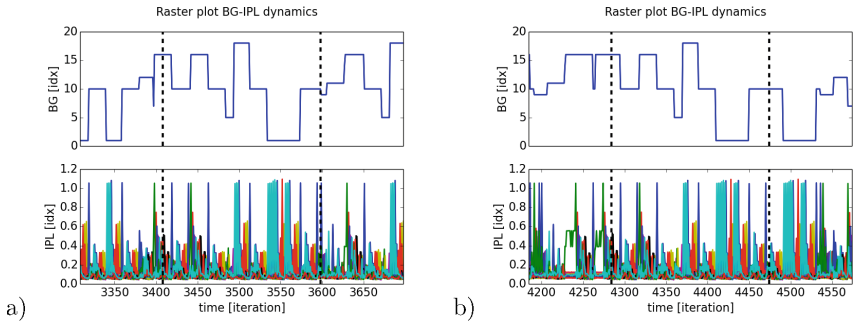 Raster plot BG-IPL dynamics
20
15
10
5
0
BG [idx]
1.2
1.0
0.8
0.6
0.4
0.2
0.0
IPL [idx]
3350 3400 3450 3500 3550 3600 3650
time [iteration]
a)
Raster plot BG-IPL dynamics
20
15
10
5
0
BG [idx]
1.2
1.0
0.8
0.6
0.4
0.2
0.0
IPL [idx]
4200 4250 4300 4350 4400 4450 4500 4550
time [iteration]
b)